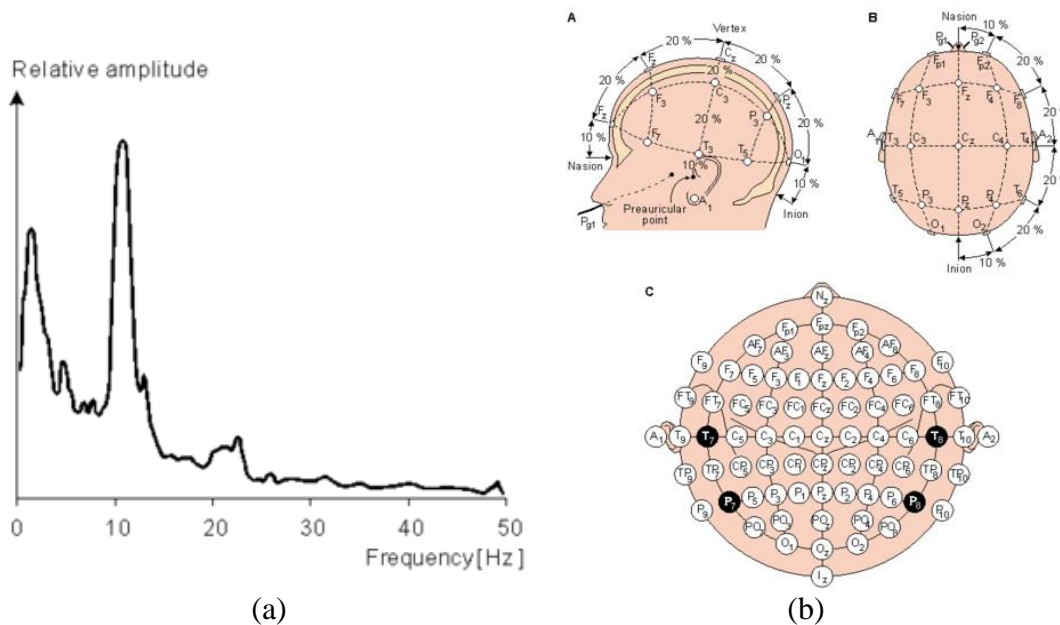 Relative amplitude
0 10 20 30 40 50
Frequency[Hz]
(a)
A
Vertex
20 % 20 %
Fz Cz
20 % 20 % 20 %
F3 C3 Pz
Fz P3
20 %
10 % F7 T3 T5 O1
Nasion 10 %
10 %
Preauricular
point
A1
Inion
Pg1
B
Nasion
10 %
Pg1 Pg2
20 %
Fp1 Fp2
F7 F3 Fz F4 F8
20 %
A1 T3 C3 Cz C4 T4 A2
20 %
T5 P3 Pz P4 T6
O1 O2 20 %
Inion 10 %
C
Nz
Fp1 Fpz Fp2
AF7 AF3 AFz AF4 AF8
F9 F7 F5 F3 F1 Fz F2 F4 F6 F8 F10
FT9 FT7 FC5 FC3 FC1 FCz FC2 FC4 FC6 FT8 FT10
A1 T9 T7 C5 C3 C1 Cz C2 C4 C6 T8 T10 A2
TP9 TP7 CP5 CP3 CP1 CPz CP2 CP4 CP6 TP8 TP10
P9 P7 P5 P3 P1 Pz P2 P4 P6 P8 P10
PO7 PO3 POz PO4 PO8
O1 Oz O2
Iz
(b)